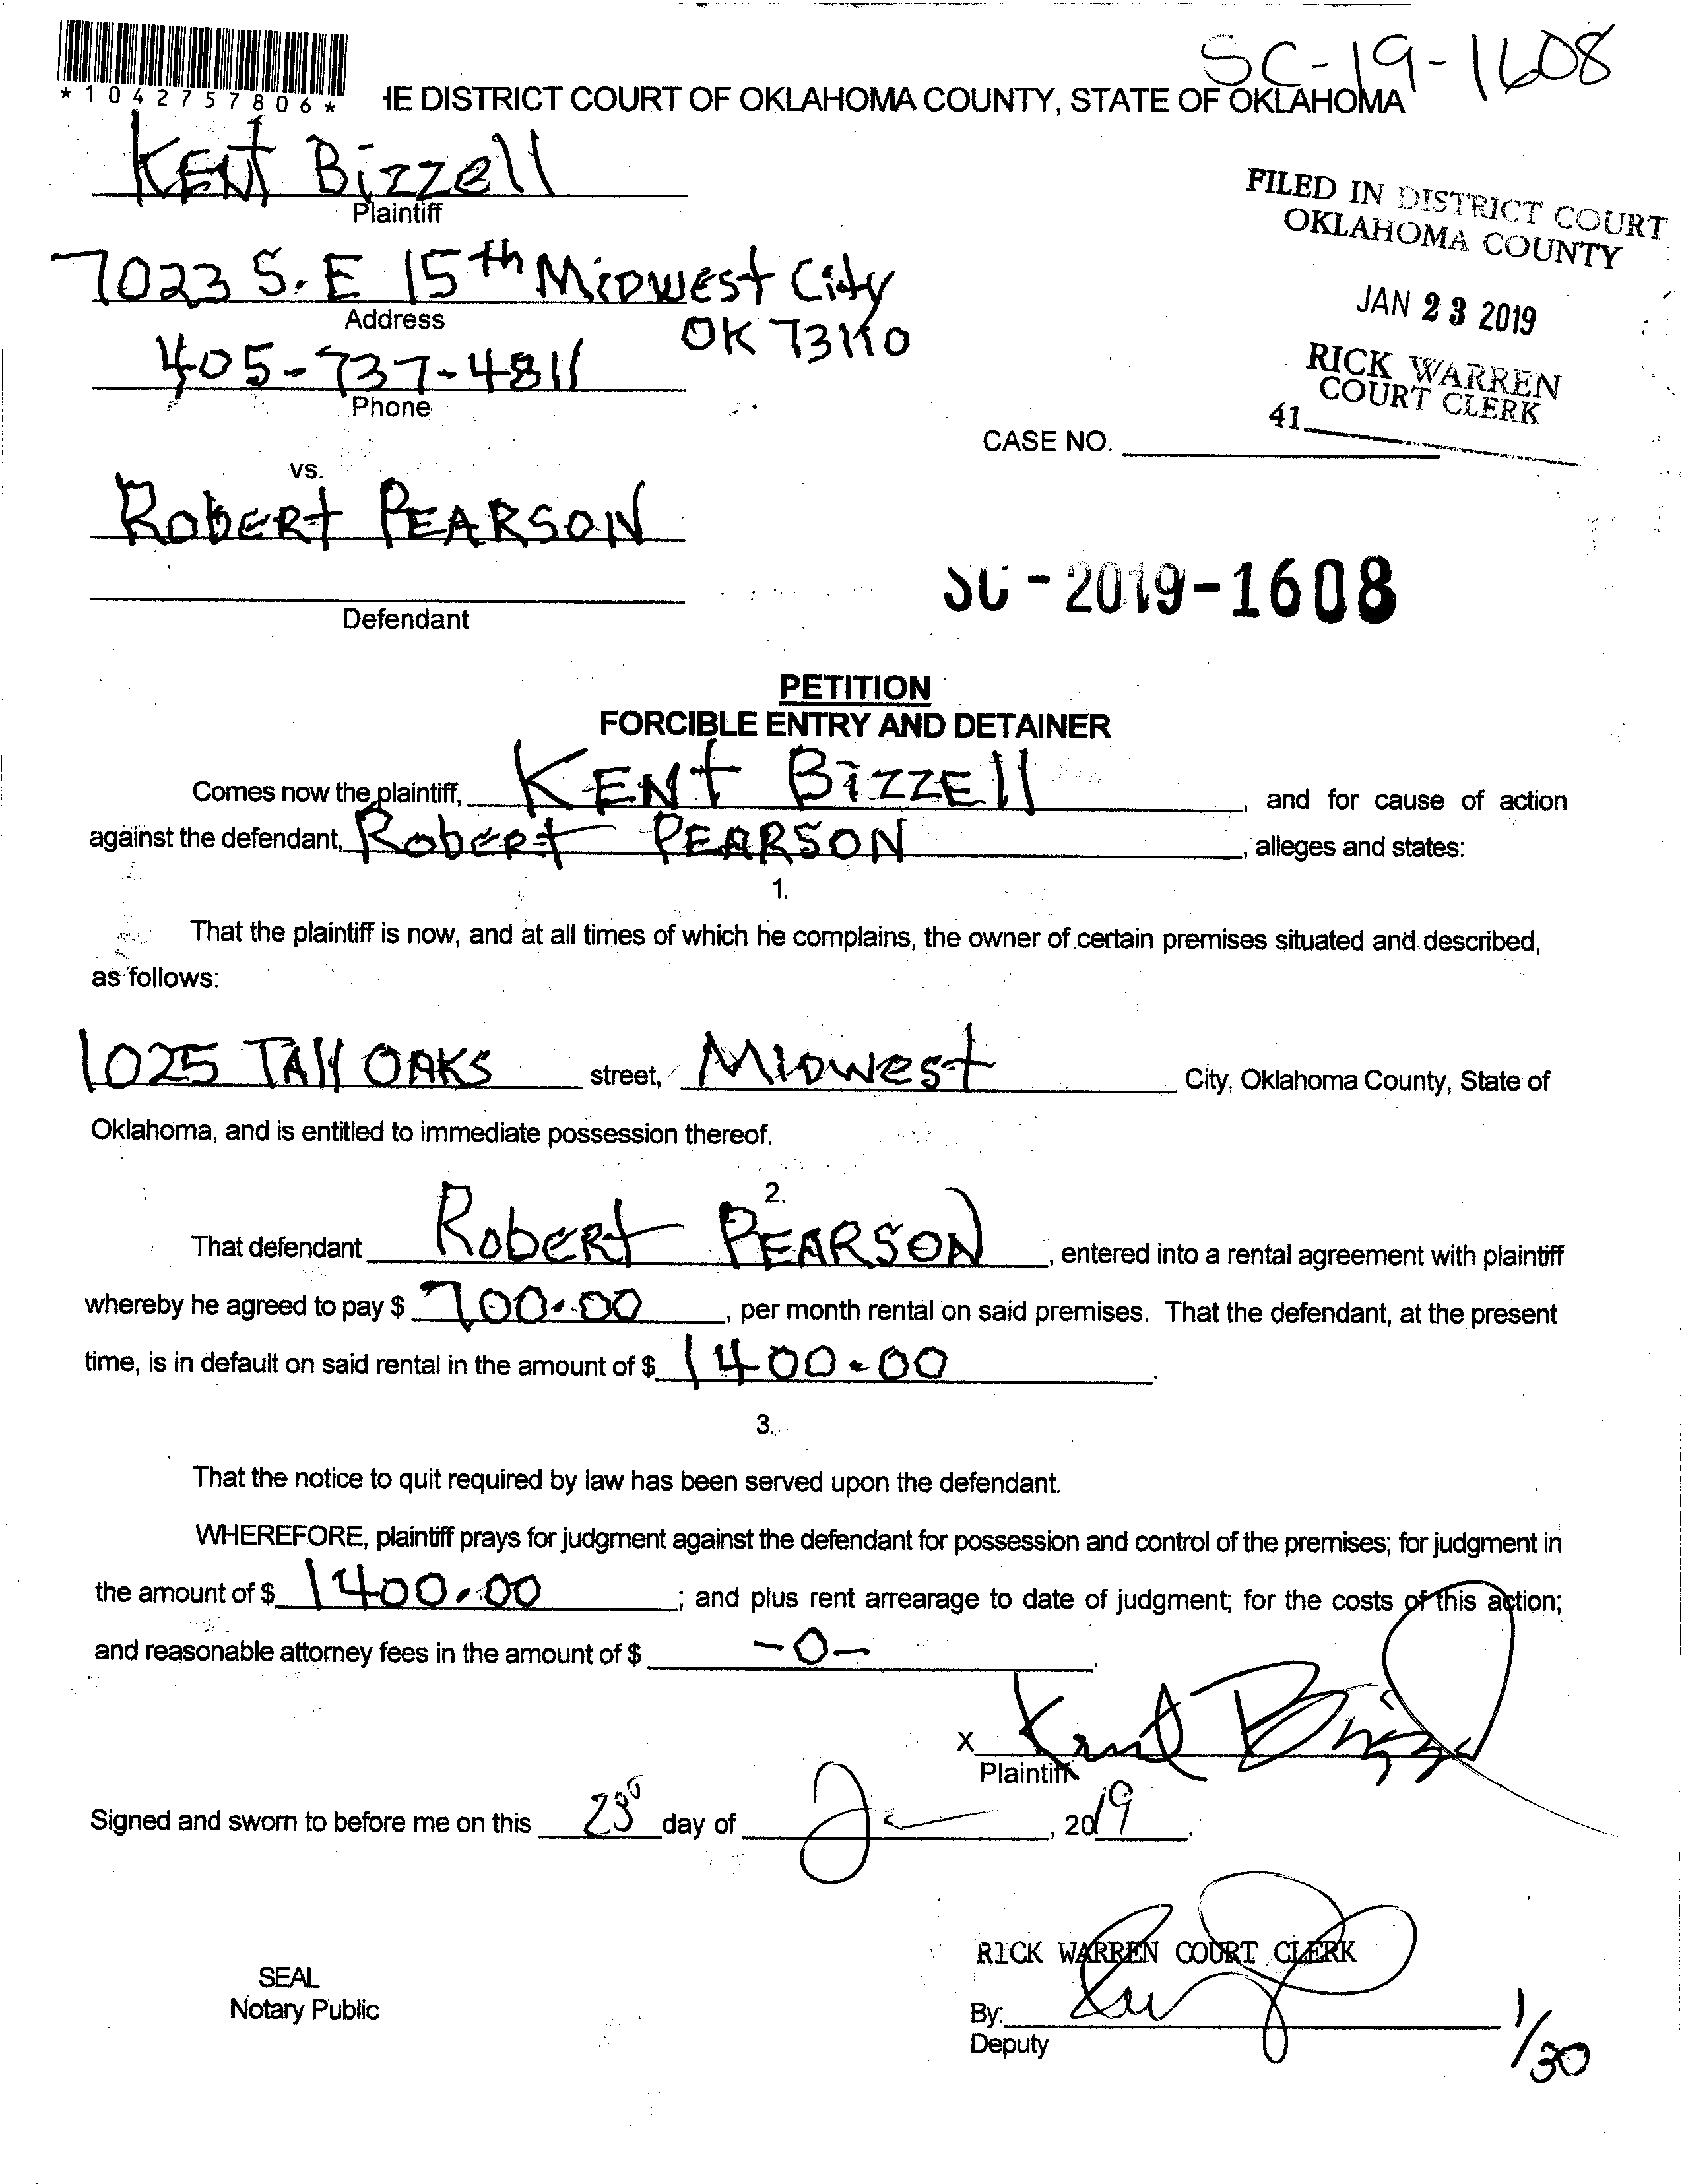 SC-19-1608
*1042757806*
IE DISTRICT COURT OF OKLAHOMA COUNTY, STATE OF OKLAHOMA
KENT Bizzell
Plaintiff
FILED IN DISTRICT COURT
OKLAHOMA COUNTY
7023 S.E 15th MIDWEST City
OK 73110
Address
JAN 23 2019
405-737-4811
Phone
RICK WARREN
COURT CLERK
41
CASE NO.
vs.
RobERt PEARSON
SC-2019-1608
Defendant
PETITION
FORCIBLE ENTRY AND DETAINER
Comes now the plaintiff, KENt BizzEll, and for cause of action
against the defendant, RobERt PEARSON, alleges and states:
1.
That the plaintiff is now, and at all times of which he complains, the owner of certain premises situated and described,
as follows:
1025 TAll OAKS street, MIDWESt City, Oklahoma County, State of
Oklahoma, and is entitled to immediate possession thereof.
2.
That defendant RobERt PEARSON, entered into a rental agreement with plaintiff
whereby he agreed to pay $ 700.00, per month rental on said premises. That the defendant, at the present
time, is in default on said rental in the amount of $ 1400.00.
3.
That the notice to quit required by law has been served upon the defendant.
WHEREFORE, plaintiff prays for judgment against the defendant for possession and control of the premises; for judgment in
the amount of $ 1400.00; and plus rent arrearage to date of judgment; for the costs of this action;
and reasonable attorney fees in the amount of $ -0-.
X Kent Bizzell
Plaintiff
Signed and sworn to before me on this 23 day of , 2019.
RICK WARREN COURT CLERK
SEAL
Notary Public
By:
Deputy
1/30